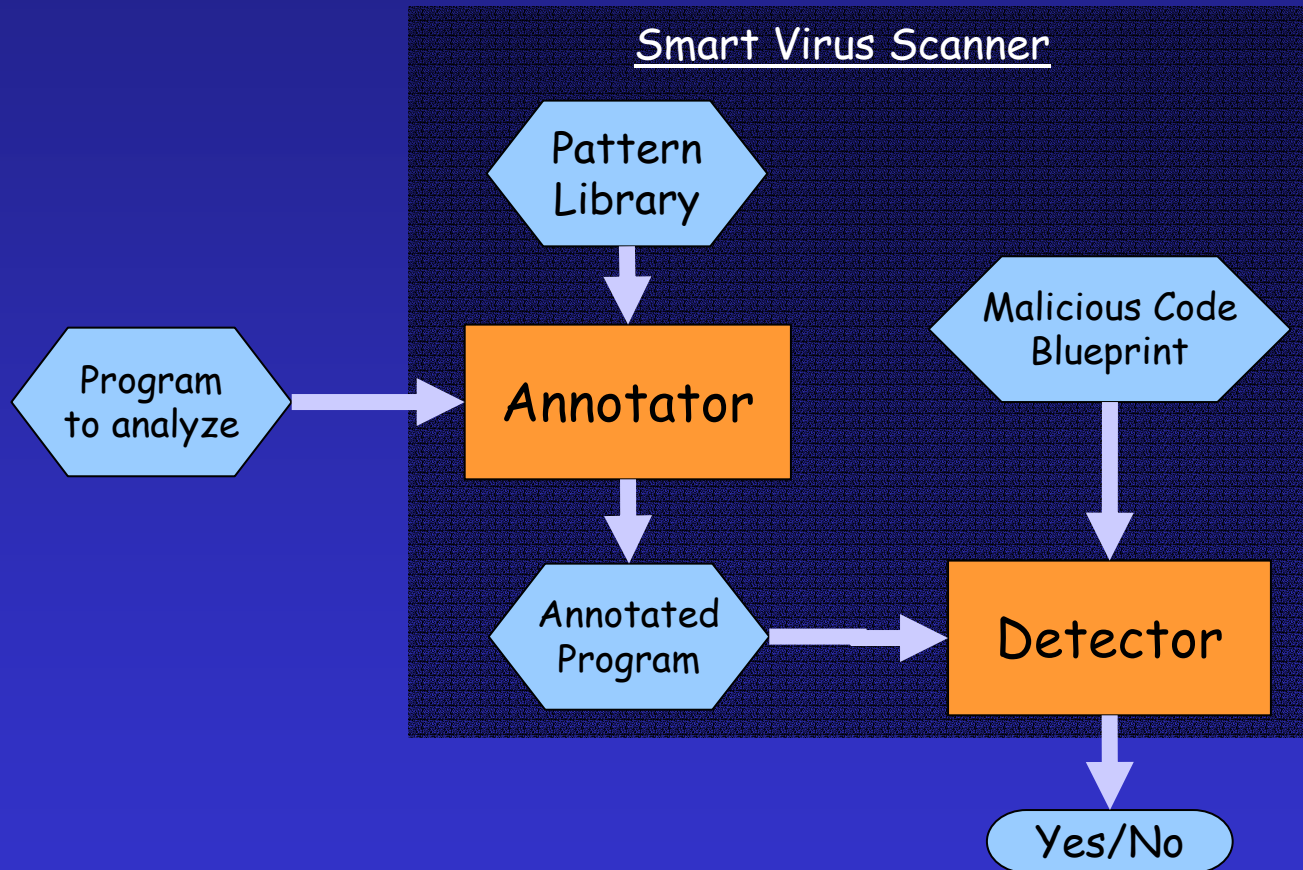 Smart Virus Scanner
Pattern
Library
Malicious Code
Blueprint
Program
to analyze
Annotator
Annotated
Program
Detector
Yes/No